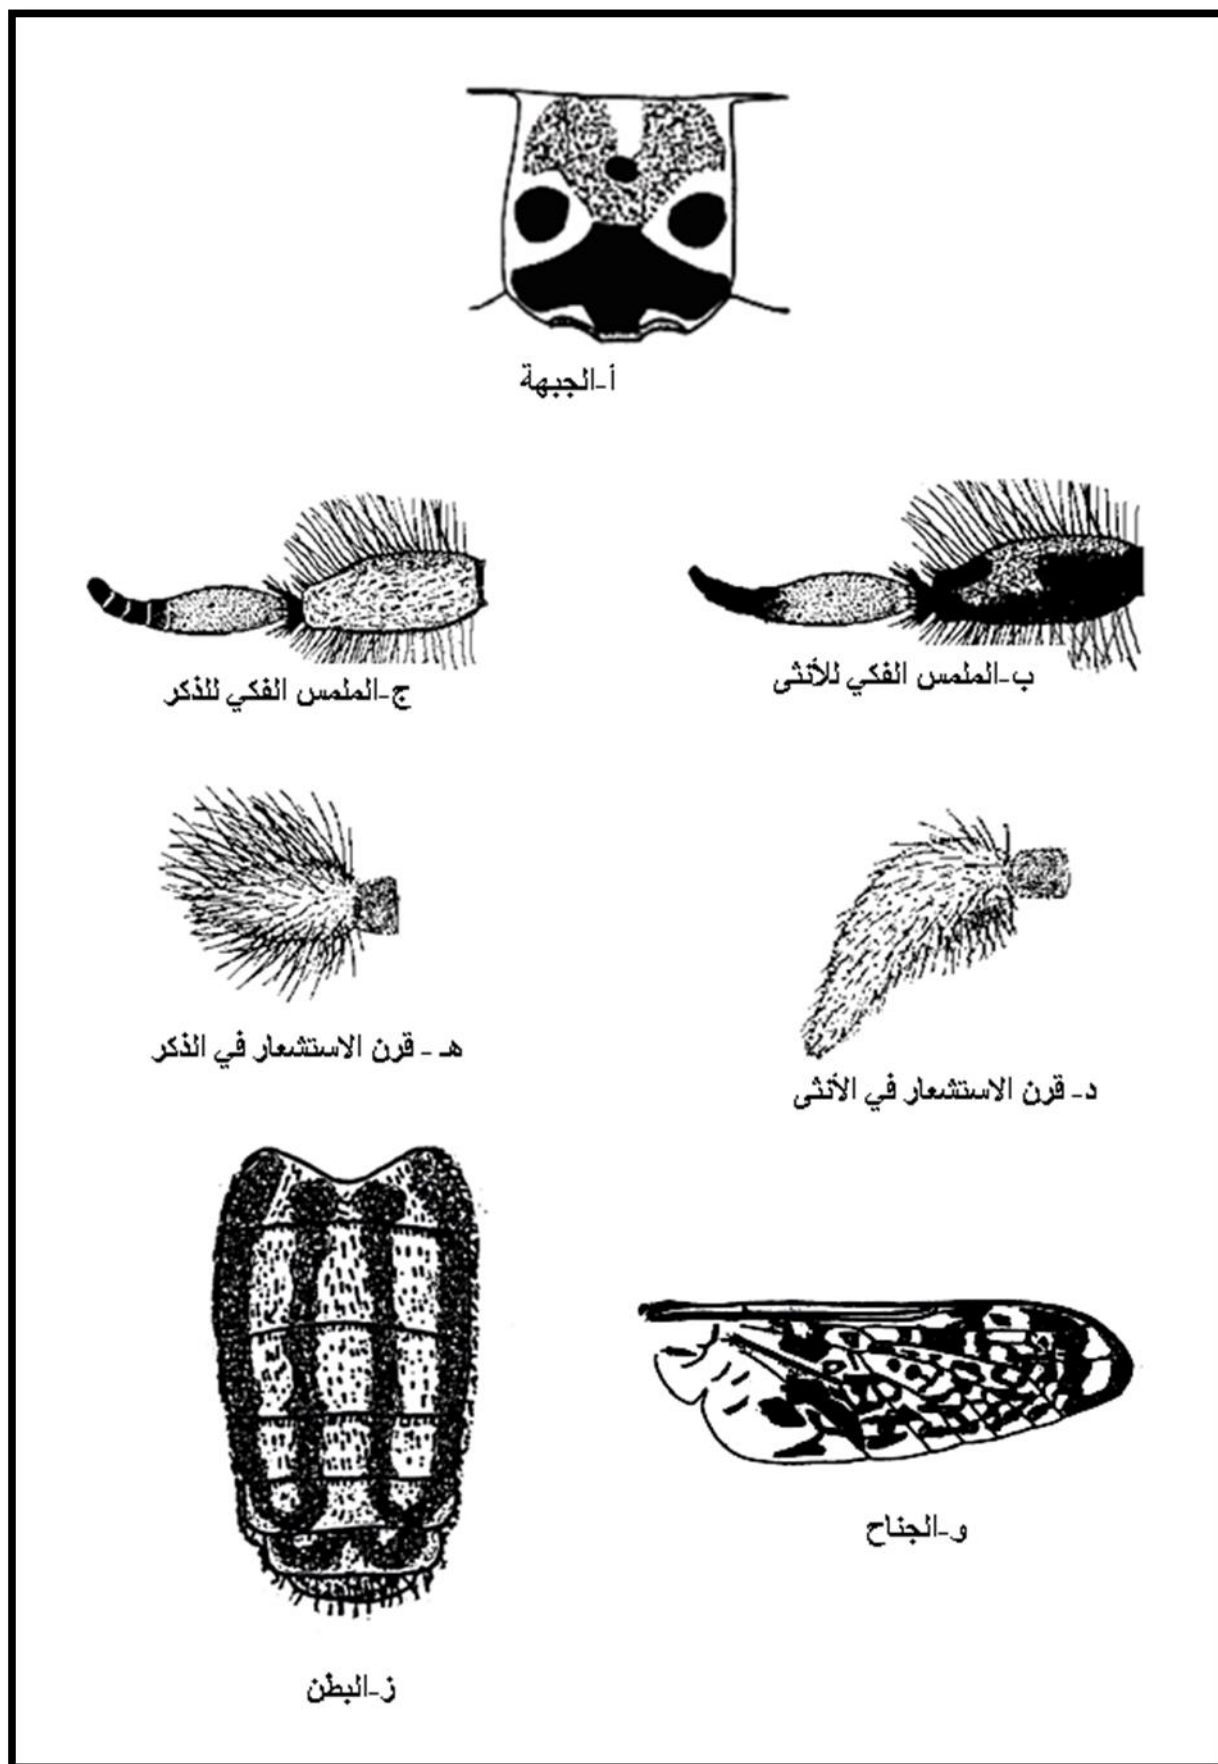 أ-الجبهة
ب-الملمس الفكي للأنثى
ج-الملمس الفكي للذكر
د- قرن الاستشعار في الأنثى
هـ - قرن الاستشعار في الذكر
و-الجناح
ز-البطن